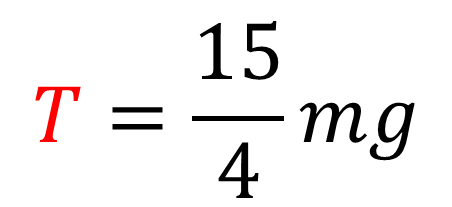 T = 15/4 mg